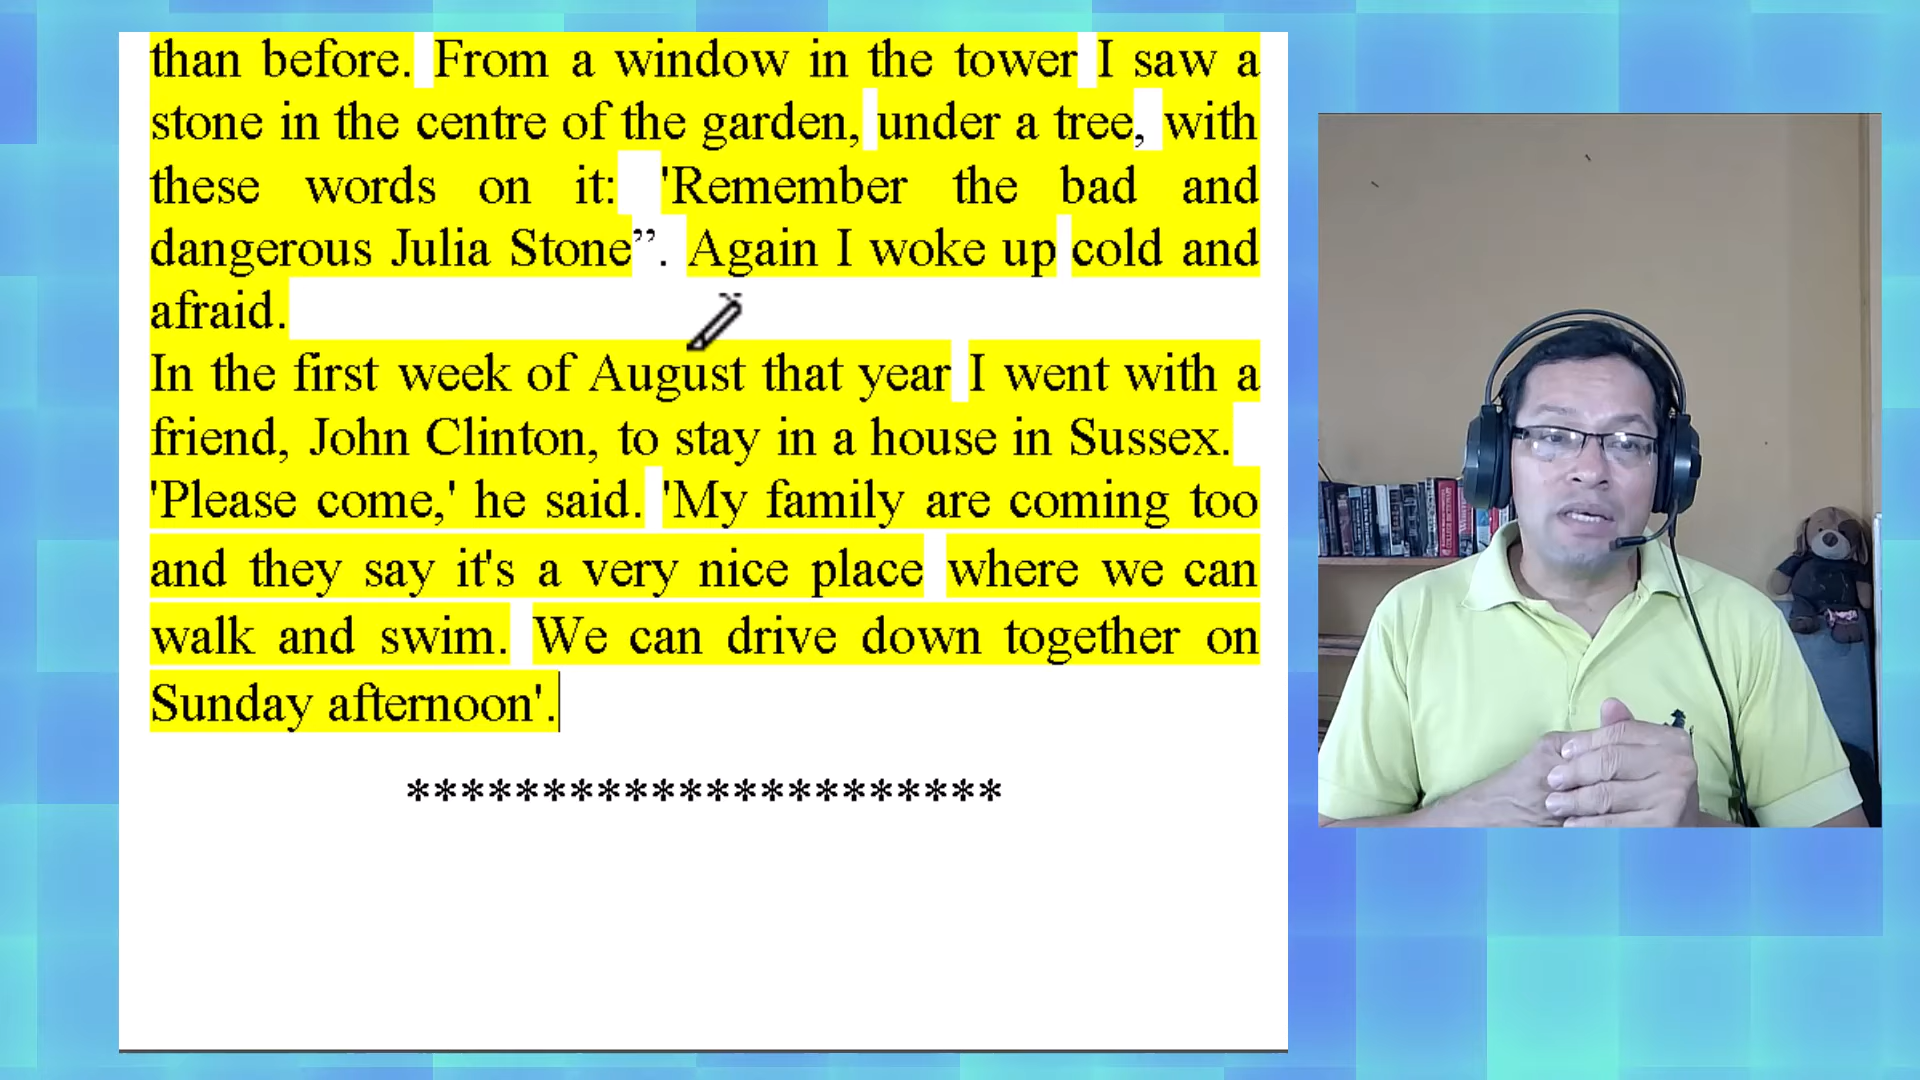 than before. From a window in the tower I saw a
stone in the centre of the garden, under a tree, with
these words on it: 'Remember the bad and
dangerous Julia Stone”. Again I woke up cold and
afraid.
In the first week of August that year I went with a
friend, John Clinton, to stay in a house in Sussex.
'Please come,' he said. 'My family are coming too
and they say it's a very nice place where we can
walk and swim. We can drive down together on
Sunday afternoon'.
**********************